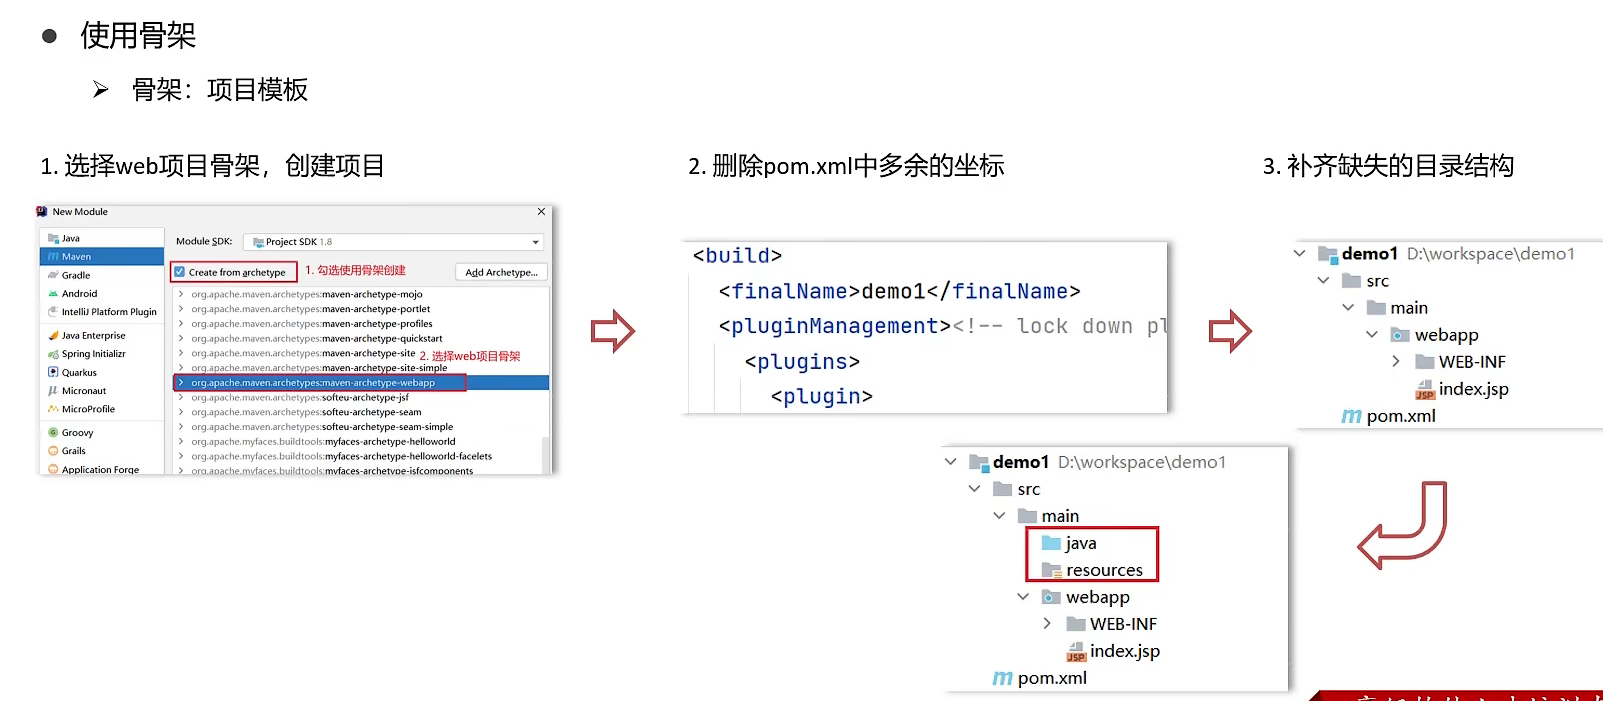 ● 使用骨架
➢ 骨架：项目模板
1. 选择web项目骨架，创建项目
New Module
Java
Maven
Gradle
Android
IntelliJ Platform Plugin
Java Enterprise
Spring Initializr
Quarkus
Micronaut
MicroProfile
Groovy
Grails
Application Forge
Module SDK: Project SDK 1.8
Create from archetype 1. 勾选使用骨架创建 Add Archetype...
org.apache.maven.archetypes:maven-archetype-mojo
org.apache.maven.archetypes:maven-archetype-portlet
org.apache.maven.archetypes:maven-archetype-profiles
org.apache.maven.archetypes:maven-archetype-quickstart
org.apache.maven.archetypes:maven-archetype-site
2. 选择web项目骨架
org.apache.maven.archetypes:maven-archetype-site-simple
org.apache.maven.archetypes:maven-archetype-webapp
org.apache.maven.archetypes:softeu-archetype-jsf
org.apache.maven.archetypes:softeu-archetype-seam
org.apache.maven.archetypes:softeu-archetype-seam-simple
org.apache.myfaces.buildtools:myfaces-archetype-helloworld
org.apache.myfaces.buildtools:myfaces-archetype-helloworld-facelets
org.apache.myfaces.buildtools:myfaces-archetype-jsfcomponents
2. 删除pom.xml中多余的坐标
<build>
<finalName>demo1</finalName>
<pluginManagement><!-- lock down pl
<plugins>
<plugin>
3. 补齐缺失的目录结构
demo1 D:\workspace\demo1
src
main
webapp
WEB-INF
JSP index.jsp
m pom.xml
demo1 D:\workspace\demo1
src
main
java
resources
webapp
WEB-INF
JSP index.jsp
m pom.xml